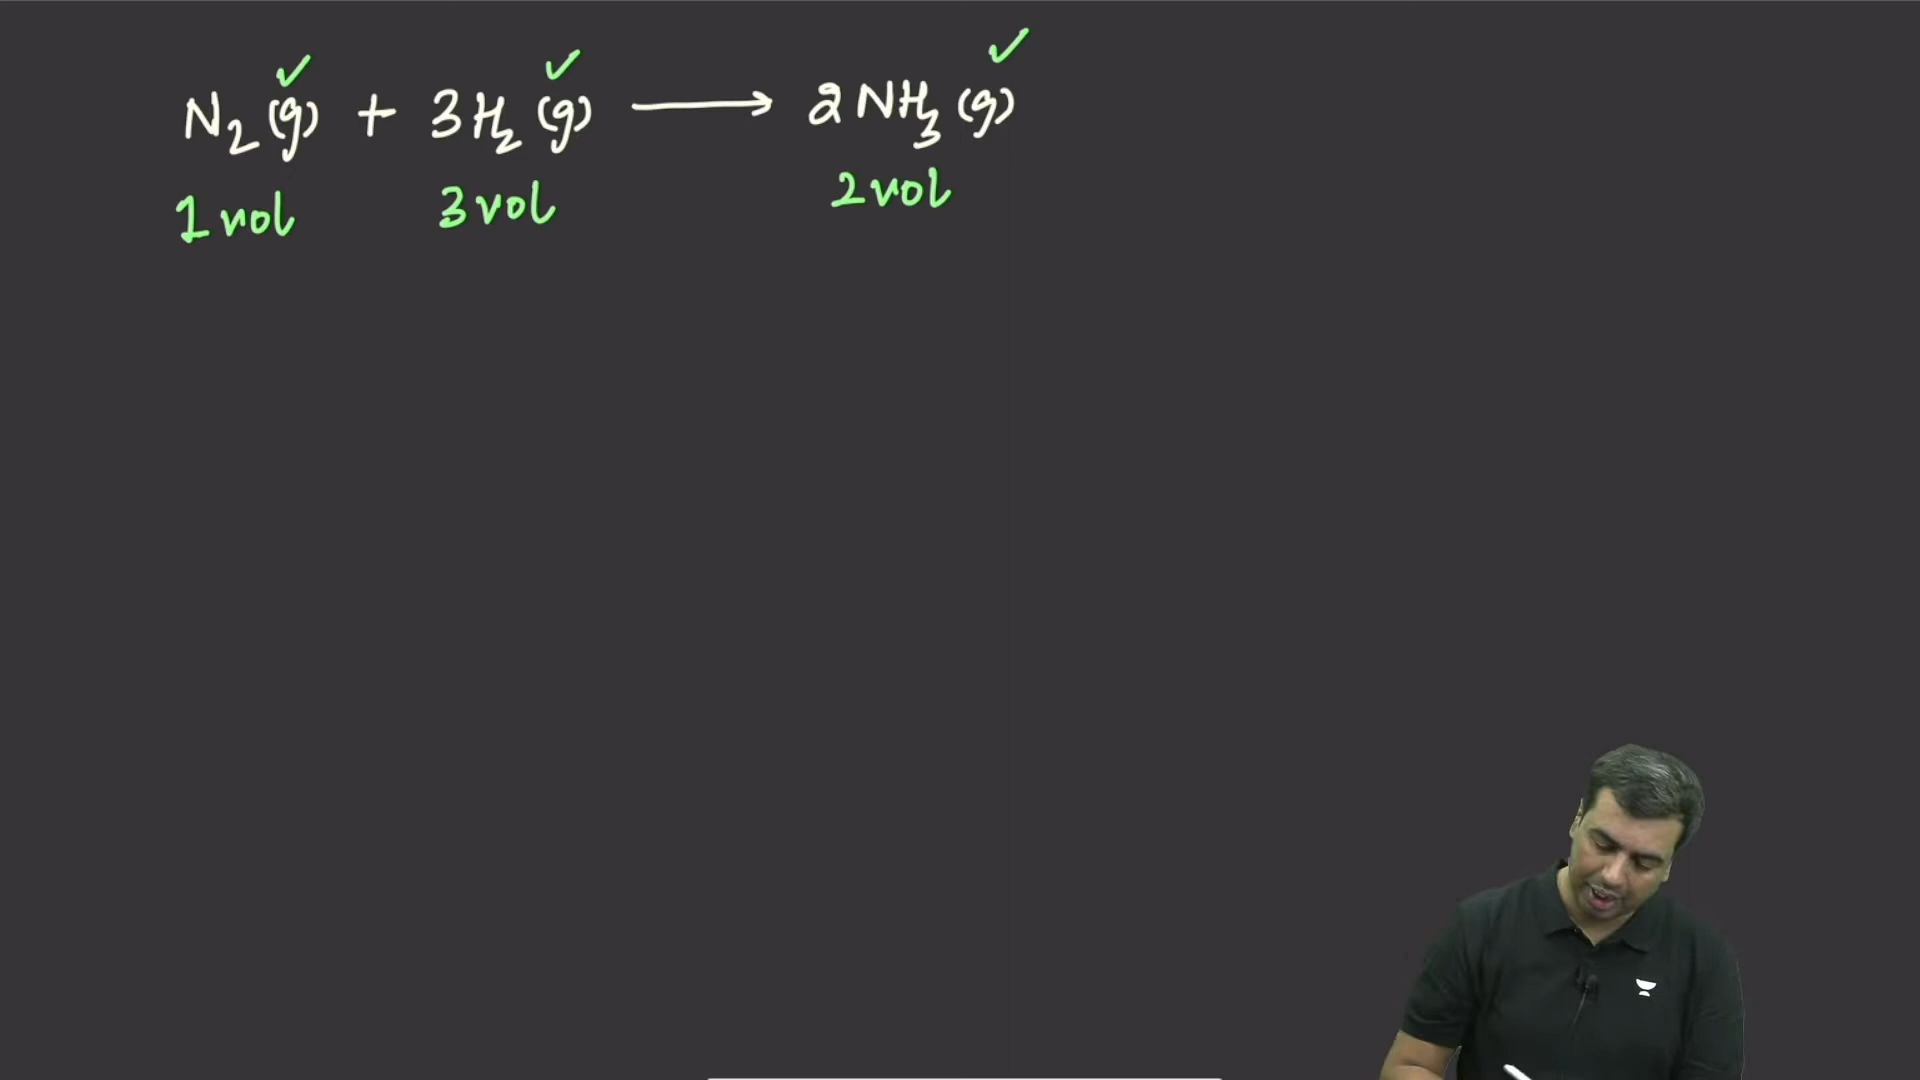 N₂(g) + 3H₂(g) ⟶ 2NH₃(g)
1 vol 3 vol 2 vol